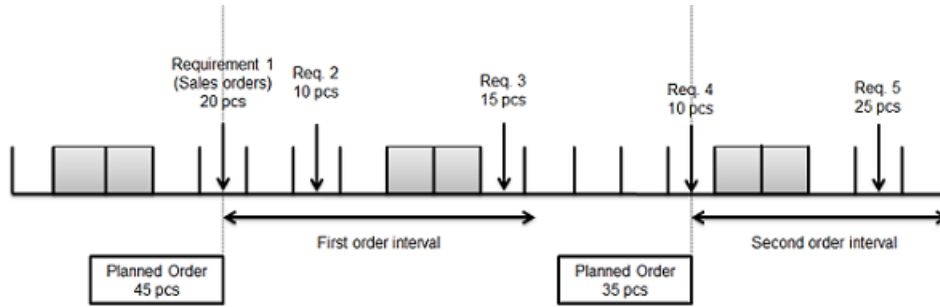 Requirement 1
(Sales orders)
20 pcs
Req. 2
10 pcs
Req. 3
15 pcs
Req. 4
10 pcs
Req. 5
25 pcs
First order interval
Second order interval
Planned Order
45 pcs
Planned Order
35 pcs